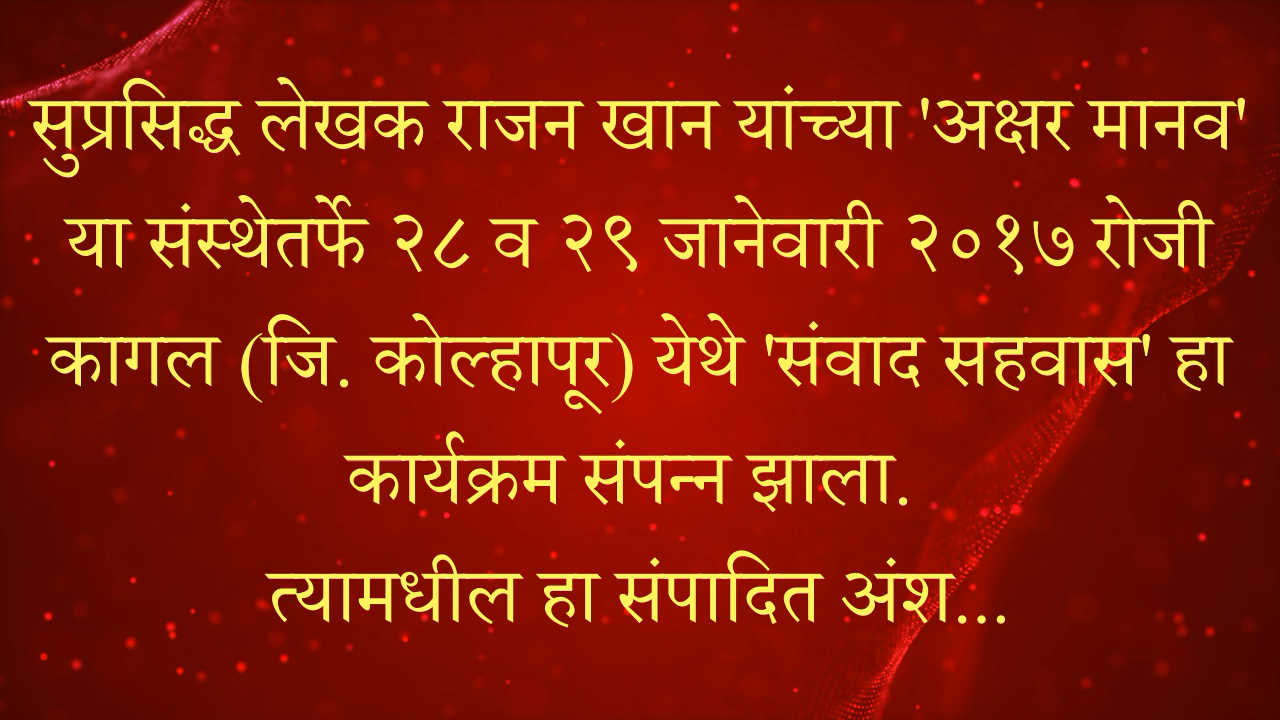 सुप्रसिद्ध लेखक राजन खान यांच्या 'अक्षर मानव'
या संस्थेतर्फे २८ व २९ जानेवारी २०१७ रोजी
कागल (जि. कोल्हापूर) येथे 'संवाद सहवास' हा
कार्यक्रम संपन्न झाला.
त्यामधील हा संपादित अंश...